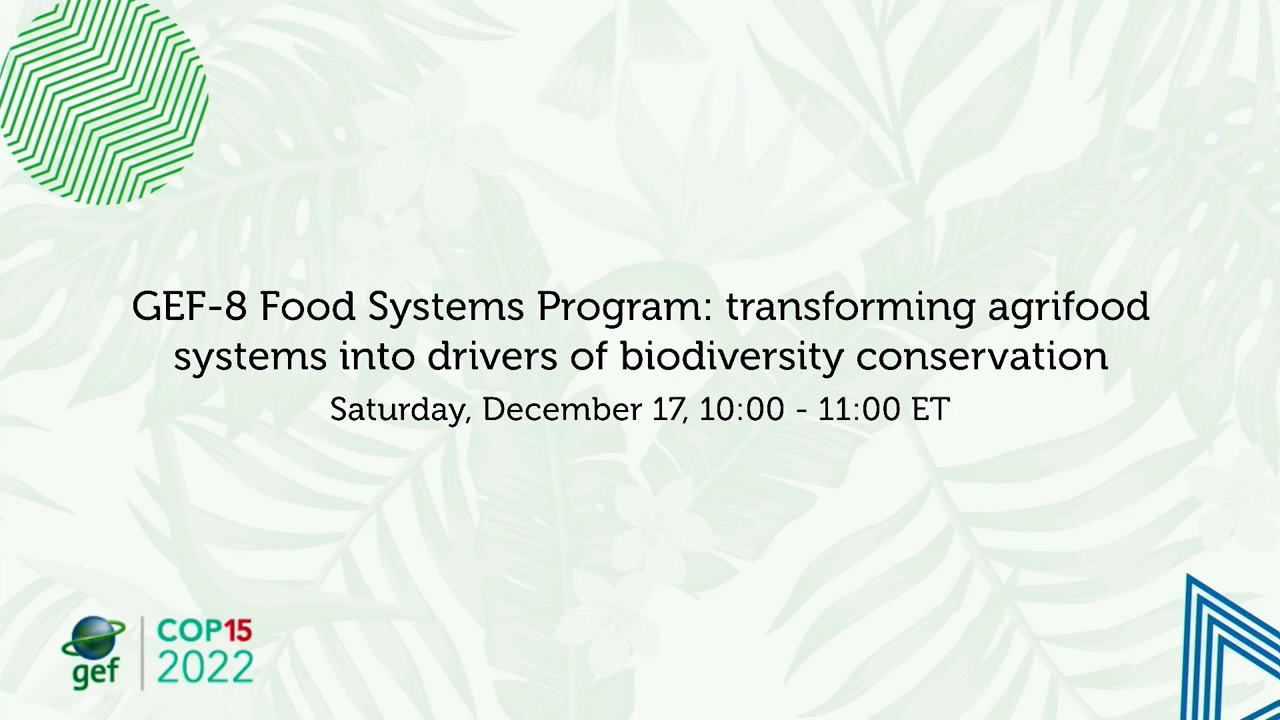 GEF-8 Food Systems Program: transforming agrifood
systems into drivers of biodiversity conservation
Saturday, December 17, 10:00 - 11:00 ET
gef
COP15
2022